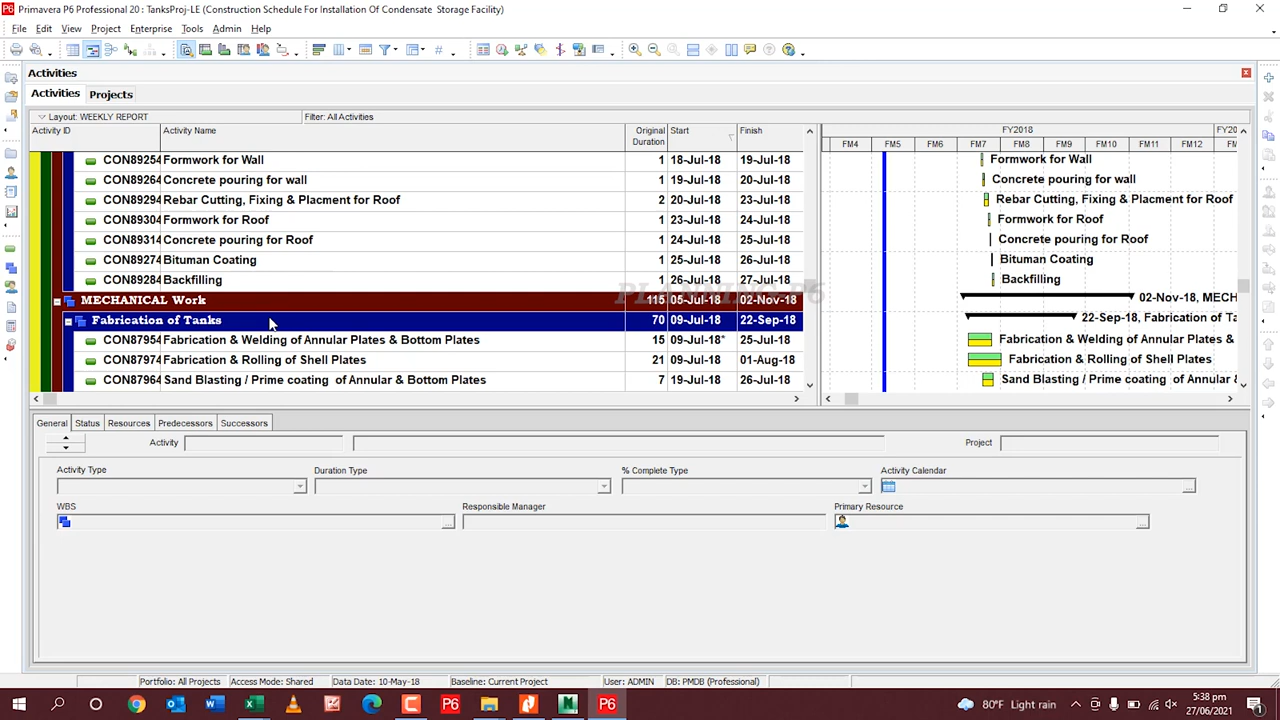 Primavera P6 Professional 20 : TanksProj-LE (Construction Schedule For Installation Of Condensate Storage Facility)
File Edit View Project Enterprise Tools Admin Help
Activities
Activities Projects
Layout: WEEKLY REPORT Filter: All Activities
Activity ID Activity Name Original Duration Start Finish FY2018 FY20
FM4 FM5 FM6 FM7 FM8 FM9 FM10 FM11 FM12
CON89254 Formwork for Wall 1 18-Jul-18 19-Jul-18 Formwork for Wall
CON89264 Concrete pouring for wall 1 19-Jul-18 20-Jul-18 Concrete pouring for wall
CON89294 Rebar Cutting, Fixing & Placment for Roof 2 20-Jul-18 23-Jul-18 Rebar Cutting, Fixing & Placment for Roof
CON89304 Formwork for Roof 1 23-Jul-18 24-Jul-18 Formwork for Roof
CON89314 Concrete pouring for Roof 1 24-Jul-18 25-Jul-18 Concrete pouring for Roof
CON89274 Bituman Coating 1 25-Jul-18 26-Jul-18 Bituman Coating
CON89284 Backfilling 1 26-Jul-18 27-Jul-18 Backfilling
MECHANICAL Work 115 05-Jul-18 02-Nov-18 02-Nov-18, MECH
PLANNING P6
Fabrication of Tanks 70 09-Jul-18 22-Sep-18 22-Sep-18, Fabrication of Ta
CON87954 Fabrication & Welding of Annular Plates & Bottom Plates 15 09-Jul-18* 25-Jul-18 Fabrication & Welding of Annular Plates &
CON87974 Fabrication & Rolling of Shell Plates 21 09-Jul-18 01-Aug-18 Fabrication & Rolling of Shell Plates
CON87964 Sand Blasting / Prime coating of Annular & Bottom Plates 7 19-Jul-18 26-Jul-18 Sand Blasting / Prime coating of Annular &
General Status Resources Predecessors Successors
Activity Project
Activity Type Duration Type % Complete Type Activity Calendar
WBS Responsible Manager Primary Resource
Portfolio: All Projects Access Mode: Shared Data Date: 10-May-18 Baseline: Current Project User: ADMIN DB: PMDB (Professional)
80°F Light rain 5:38 pm
27/06/2021